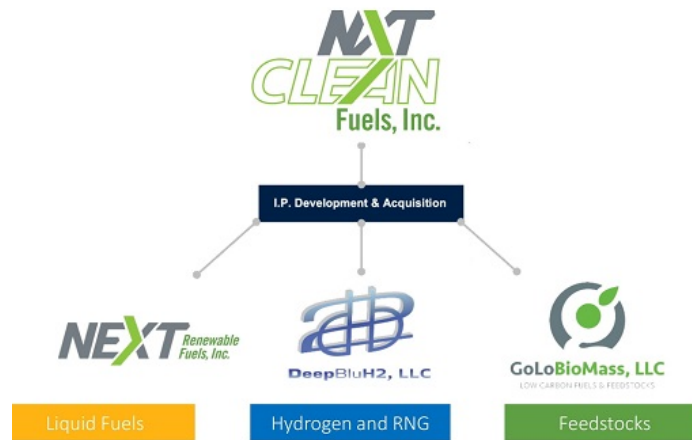 NXT
CLEAN
Fuels, Inc.
I.P. Development & Acquisition
NEXT Renewable
Fuels, Inc.
DeepBluH2, LLC
GoLoBioMass, LLC
LOW CARBON FUELS & FEEDSTOCKS
Liquid Fuels
Hydrogen and RNG
Feedstocks